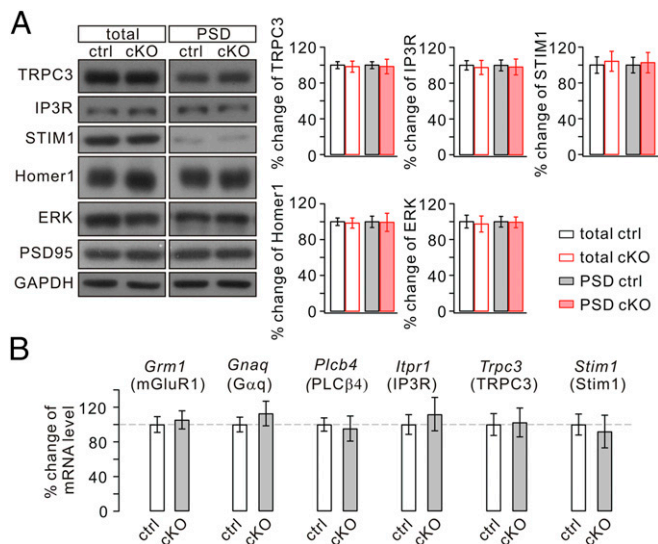 A
total PSD
ctrl cKO ctrl cKO
TRPC3
IP3R
STIM1
Homer1
ERK
PSD95
GAPDH
% change of TRPC3
120
80
40
0
% change of IP3R
120
80
40
0
% change of STIM1
120
80
40
0
% change of Homer1
120
80
40
0
% change of ERK
120
80
40
0
total ctrl
total cKO
PSD ctrl
PSD cKO
B
Grm1 Gnaq Plcb4 Itpr1 Trpc3 Stim1
(mGluR1) (Gαq) (PLCβ4) (IP3R) (TRPC3) (Stim1)
% change of
mRNA level
120
80
40
0
ctrl cKO ctrl cKO ctrl cKO ctrl cKO ctrl cKO ctrl cKO